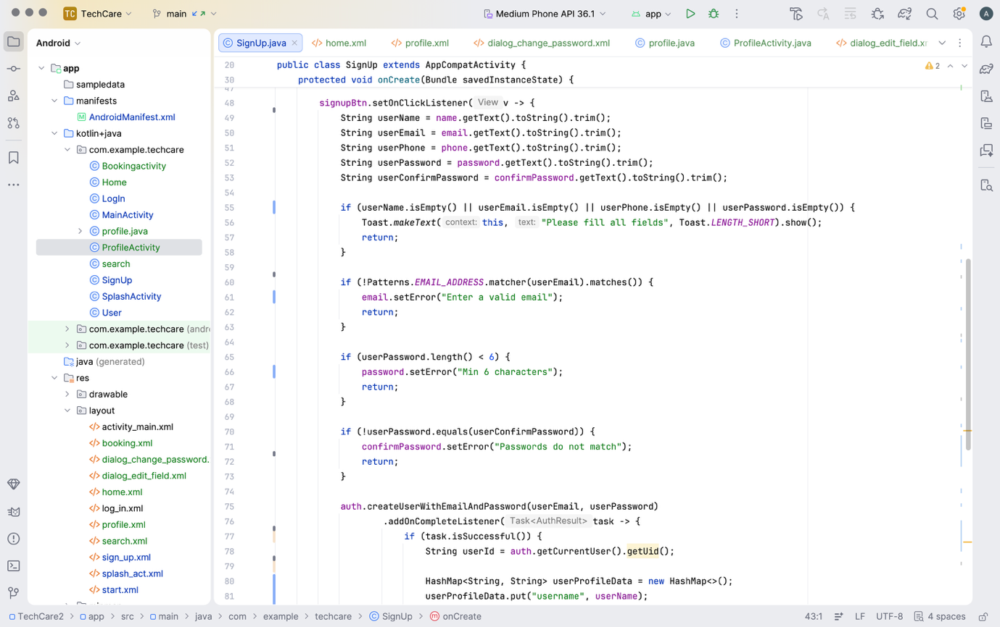 TC TechCare main Medium Phone API 36.1 app A
Android
SignUp.java home.xml profile.xml dialog_change_password.xml profile.java ProfileActivity.java dialog_edit_field.x
app
sampledata
manifests
AndroidManifest.xml
kotlin+java
com.example.techcare
Bookingactivity
Home
LogIn
MainActivity
profile.java
ProfileActivity
search
SignUp
SplashActivity
User
com.example.techcare (andr
com.example.techcare (test)
java (generated)
res
drawable
layout
activity_main.xml
booking.xml
dialog_change_password.
dialog_edit_field.xml
home.xml
log_in.xml
profile.xml
search.xml
sign_up.xml
splash_act.xml
start.xml
20 public class SignUp extends AppCompatActivity { 2
30 protected void onCreate(Bundle savedInstanceState) {
47
48 signupBtn.setOnClickListener( View v -> {
49 String userName = name.getText().toString().trim();
50 String userEmail = email.getText().toString().trim();
51 String userPhone = phone.getText().toString().trim();
52 String userPassword = password.getText().toString().trim();
53 String userConfirmPassword = confirmPassword.getText().toString().trim();
54
55 if (userName.isEmpty() || userEmail.isEmpty() || userPhone.isEmpty() || userPassword.isEmpty()) {
56 Toast.makeText( context: this, text: "Please fill all fields", Toast.LENGTH_SHORT).show();
57 return;
58 }
59
60 if (!Patterns.EMAIL_ADDRESS.matcher(userEmail).matches()) {
61 email.setError("Enter a valid email");
62 return;
63 }
64
65 if (userPassword.length() < 6) {
66 password.setError("Min 6 characters");
67 return;
68 }
69
70 if (!userPassword.equals(userConfirmPassword)) {
71 confirmPassword.setError("Passwords do not match");
72 return;
73 }
74
75 auth.createUserWithEmailAndPassword(userEmail, userPassword)
76 .addOnCompleteListener( Task<AuthResult> task -> {
77 if (task.isSuccessful()) {
78 String userId = auth.getCurrentUser().getUid();
79
80 HashMap<String, String> userProfileData = new HashMap<>();
81 userProfileData.put("username", userName);
TechCare2 > app > src > main > java > com > example > techcare > SignUp > onCreate 43:1 LF UTF-8 4 spaces